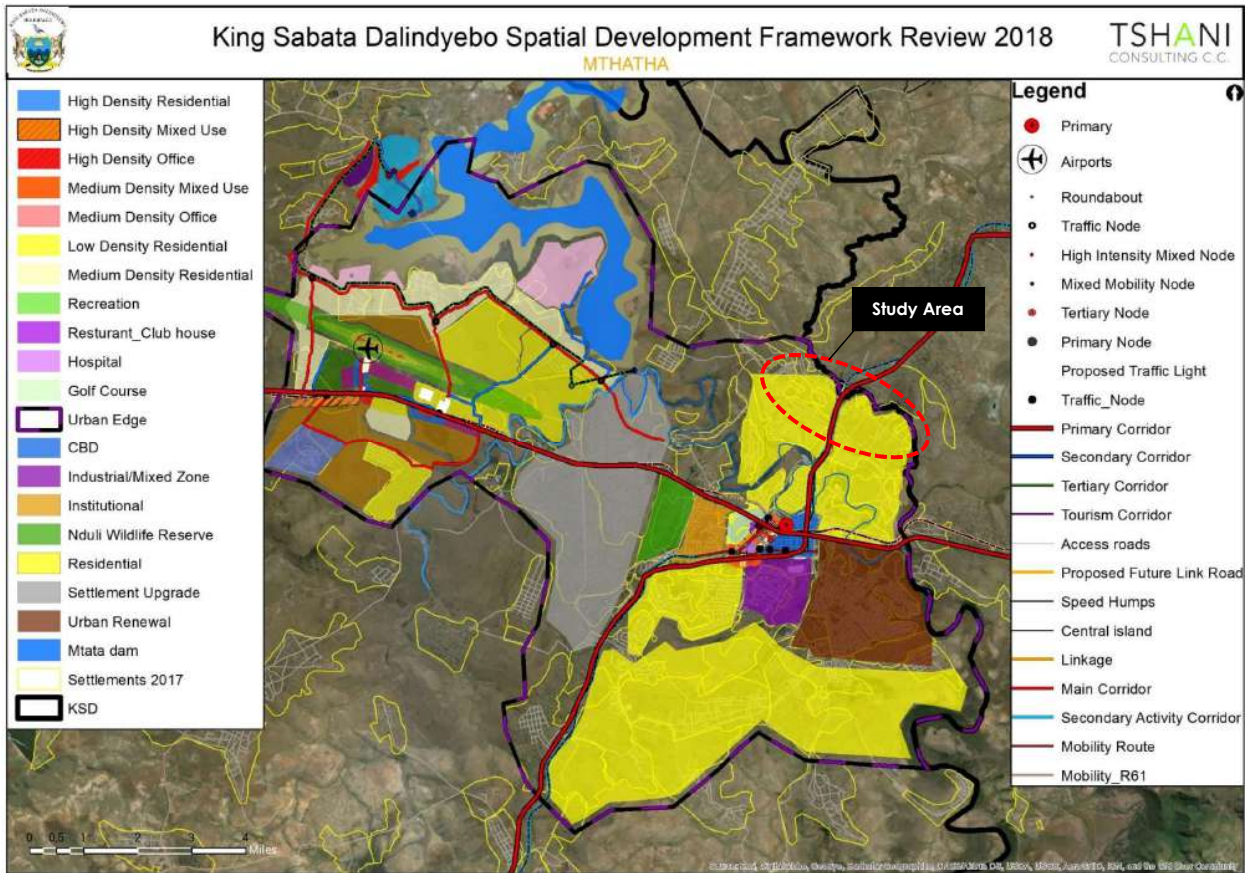 King Sabata Dalindyebo Spatial Development Framework Review 2018
MTHATHA
TSHANI
CONSULTING C.C.
High Density Residential
High Density Mixed Use
High Density Office
Medium Density Mixed Use
Medium Density Office
Low Density Residential
Medium Density Residential
Recreation
Resturant_Club house
Hospital
Golf Course
Urban Edge
CBD
Industrial/Mixed Zone
Institutional
Nduli Wildlife Reserve
Residential
Settlement Upgrade
Urban Renewal
Mtata dam
Settlements 2017
KSD
Study Area
Legend
Primary
Airports
Roundabout
Traffic Node
High Intensity Mixed Node
Mixed Mobility Node
Tertiary Node
Primary Node
Proposed Traffic Light
Traffic_Node
Primary Corridor
Secondary Corridor
Tertiary Corridor
Tourism Corridor
Access roads
Proposed Future Link Road
Speed Humps
Central island
Linkage
Main Corridor
Secondary Activity Corridor
Mobility Route
Mobility_R61
0 0,5 1 2 3 4
Miles